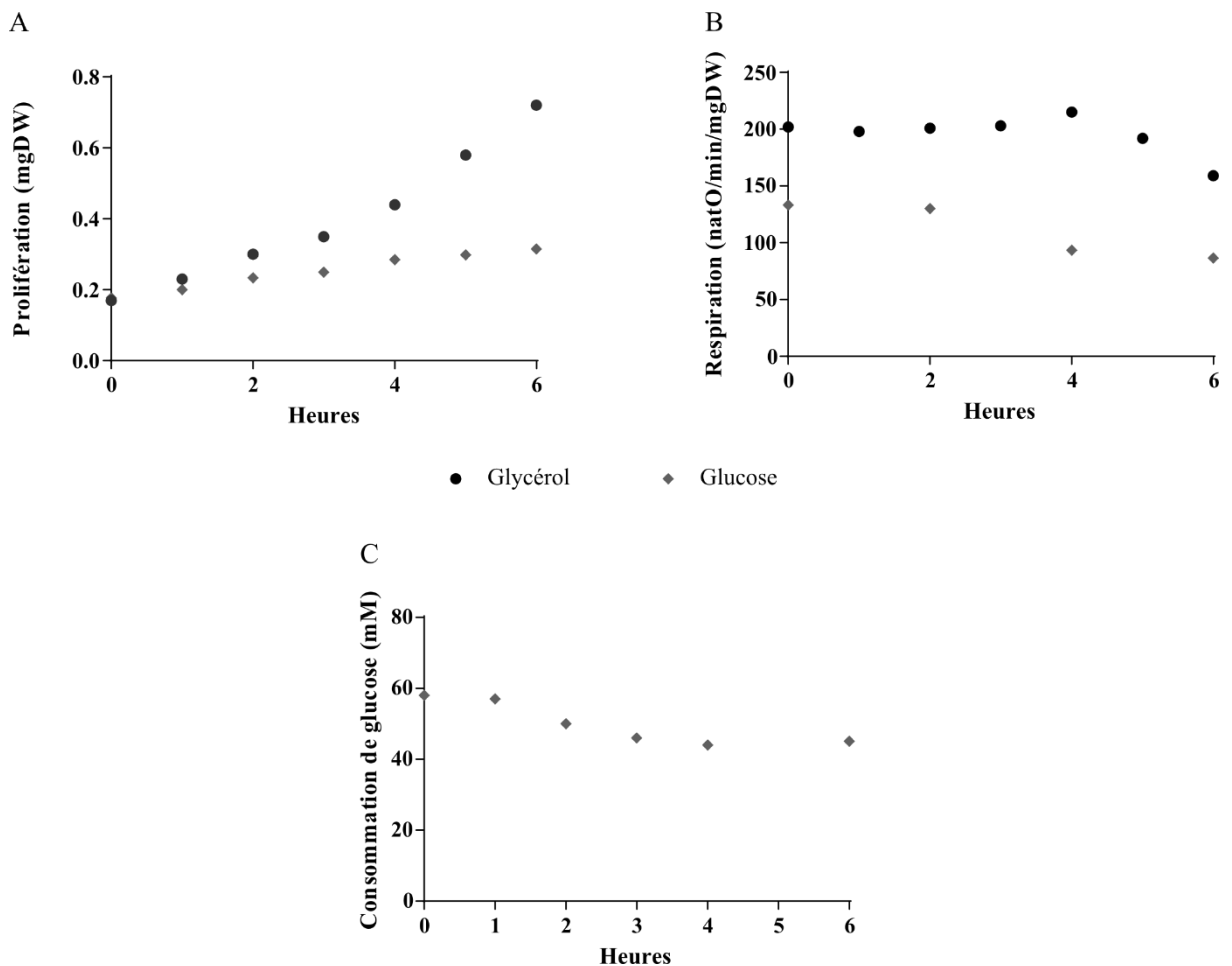 A
Prolifération (mgDW)
0.8
0.6
0.4
0.2
0.0
0 2 4 6
Heures
B
Respiration (natO/min/mgDW)
250
200
150
100
50
0
0 2 4 6
Heures
Glycérol Glucose
C
Consommation de glucose (mM)
80
60
40
20
0
0 1 2 3 4 5 6
Heures